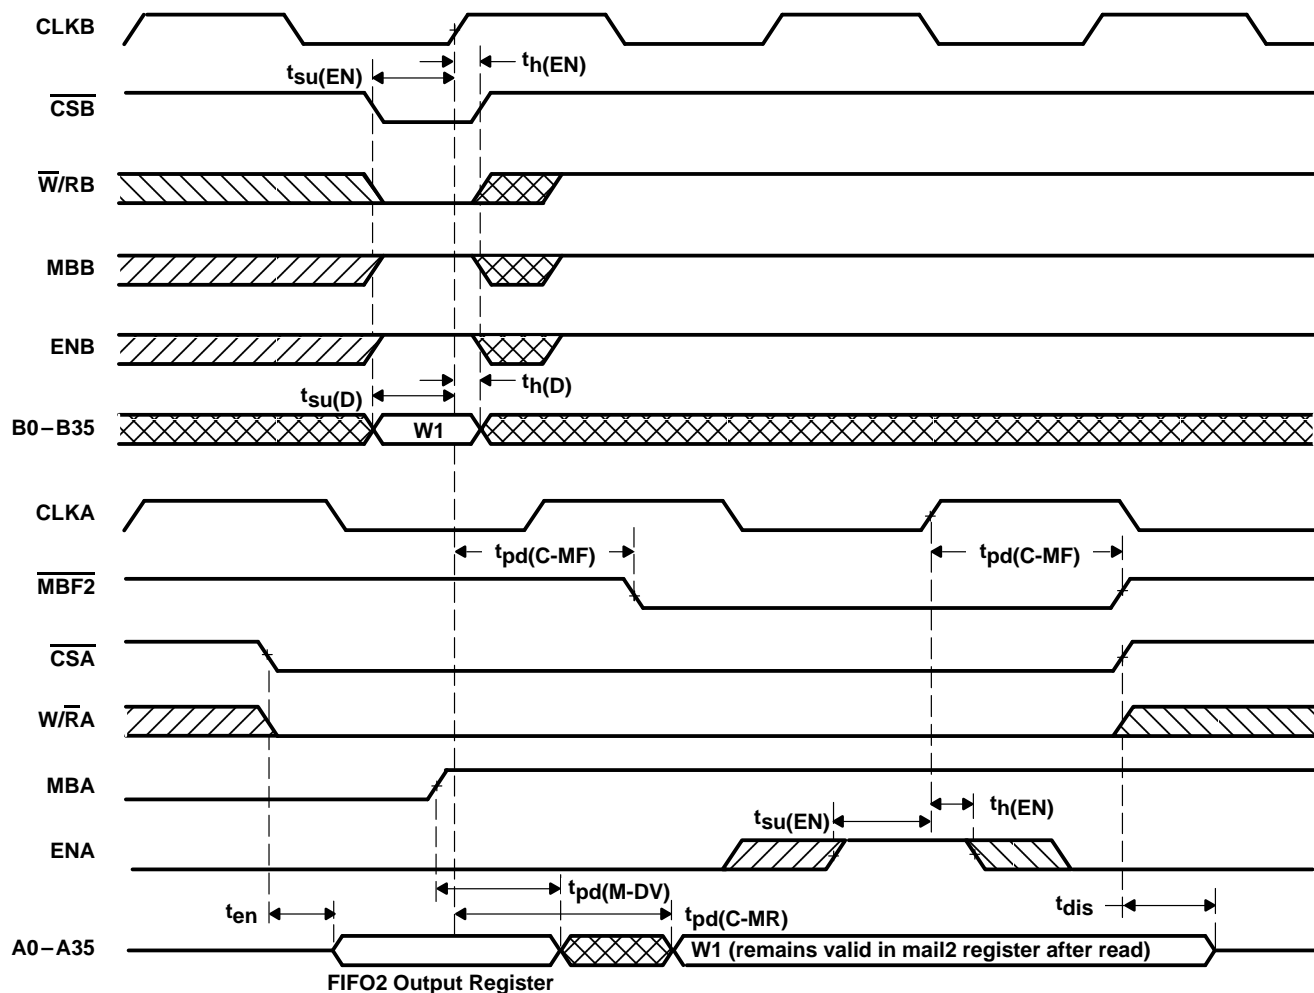 CLKB
tsu(EN)
th(EN)
CSB
W/RB
MBB
ENB
tsu(D)
th(D)
B0–B35
W1
CLKA
tpd(C-MF)
tpd(C-MF)
MBF2
CSA
W/RA
MBA
tsu(EN)
th(EN)
ENA
tpd(M-DV)
ten
tpd(C-MR)
tdis
A0–A35
W1 (remains valid in mail2 register after read)
FIFO2 Output Register